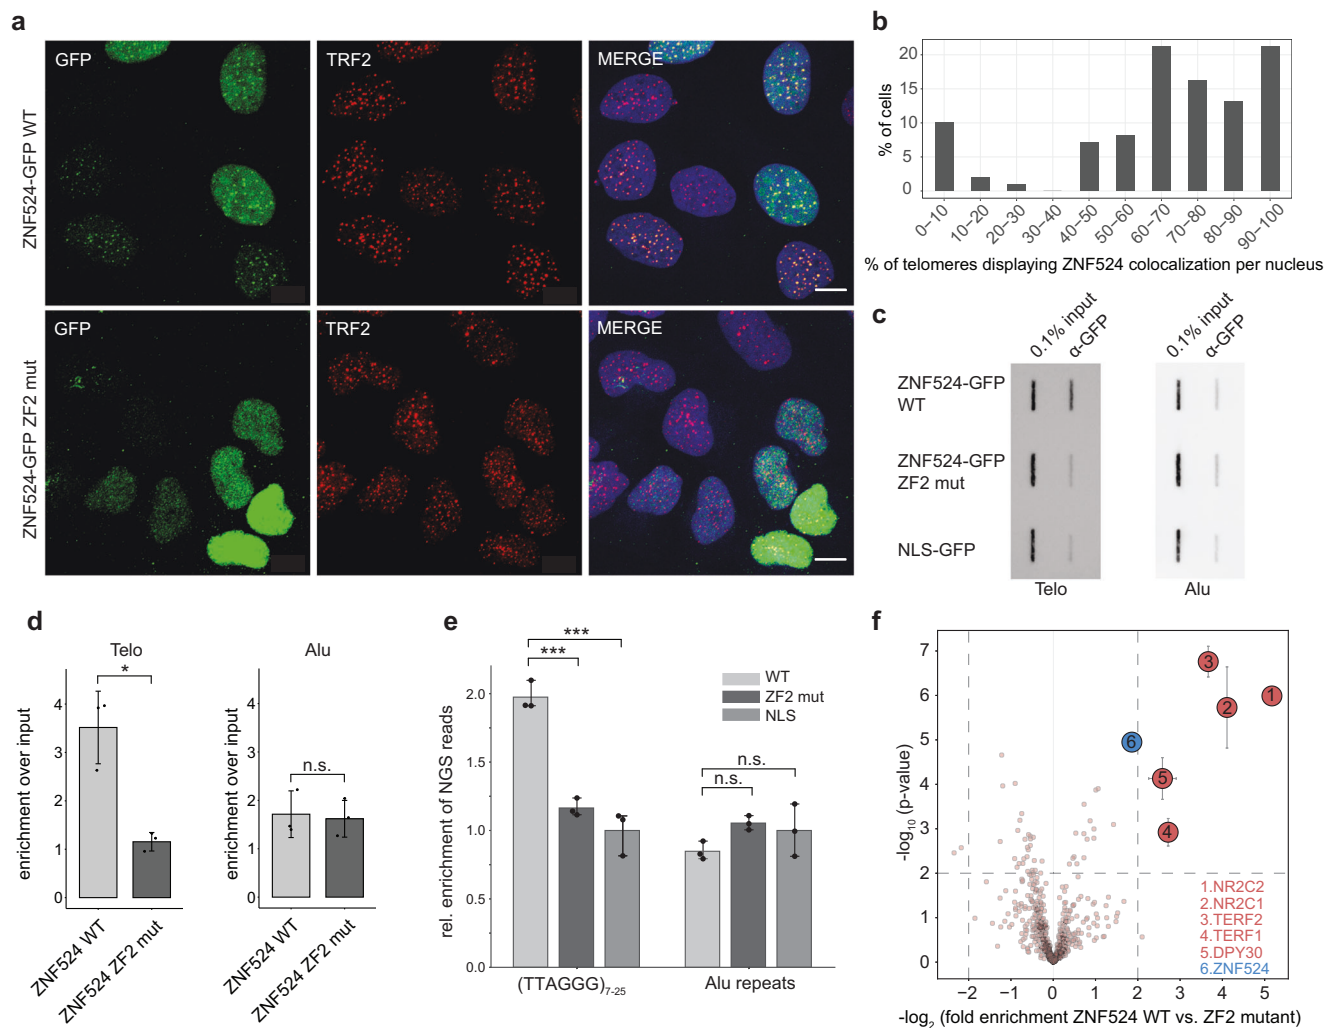 a
ZNF524-GFP WT
GFP
TRF2
MERGE
ZNF524-GFP ZF2 mut
GFP
TRF2
MERGE
b
% of cells
20
15
10
5
0
0–10
10–20
20–30
30–40
40–50
50–60
60–70
70–80
80–90
90–100
% of telomeres displaying ZNF524 colocalization per nucleus
c
0.1% input
α-GFP
0.1% input
α-GFP
ZNF524-GFP
WT
ZNF524-GFP
ZF2 mut
NLS-GFP
Telo
Alu
d
Telo
*
enrichment over input
4
3
2
1
0
ZNF524 WT
ZNF524 ZF2 mut
Alu
n.s.
enrichment over input
4
3
2
1
0
ZNF524 WT
ZNF524 ZF2 mut
e
***
***
WT
ZF2 mut
NLS
n.s.
n.s.
rel. enrichment of NGS reads
2.0
1.5
1.0
0.5
0.0
(TTAGGG)7-25
Alu repeats
f
-log10 (p-value)
7
6
5
4
3
2
1
0
3
1
2
6
5
4
1.NR2C2
2.NR2C1
3.TERF2
4.TERF1
5.DPY30
6.ZNF524
−2
−1
0
1
2
3
4
5
-log2 (fold enrichment ZNF524 WT vs. ZF2 mutant)